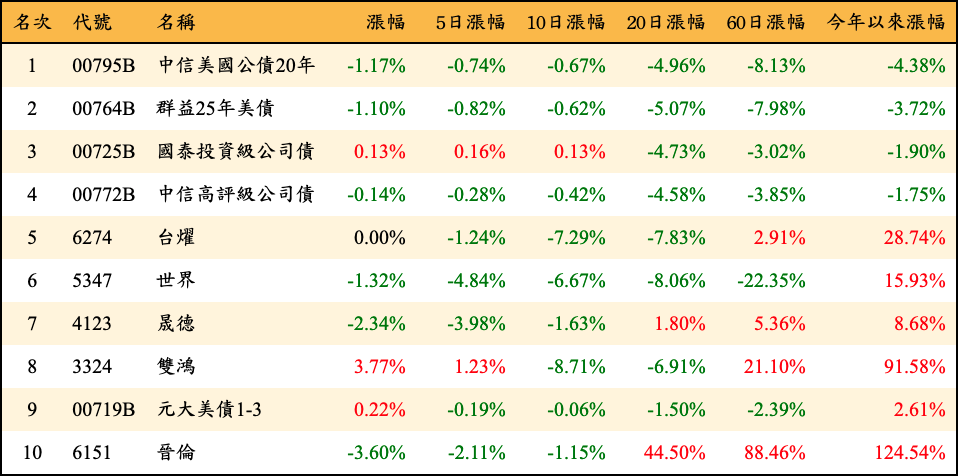 名次 代號 名稱 漲幅 5日漲幅 10日漲幅 20日漲幅 60日漲幅 今年以來漲幅
1 00795B 中信美國公債20年 -1.17% -0.74% -0.67% -4.96% -8.13% -4.38%
2 00764B 群益25年美債 -1.10% -0.82% -0.62% -5.07% -7.98% -3.72%
3 00725B 國泰投資級公司債 0.13% 0.16% 0.13% -4.73% -3.02% -1.90%
4 00772B 中信高評級公司債 -0.14% -0.28% -0.42% -4.58% -3.85% -1.75%
5 6274 台燿 0.00% -1.24% -7.29% -7.83% 2.91% 28.74%
6 5347 世界 -1.32% -4.84% -6.67% -8.06% -22.35% 15.93%
7 4123 晟德 -2.34% -3.98% -1.63% 1.80% 5.36% 8.68%
8 3324 雙鴻 3.77% 1.23% -8.71% -6.91% 21.10% 91.58%
9 00719B 元大美債1-3 0.22% -0.19% -0.06% -1.50% -2.39% 2.61%
10 6151 晉倫 -3.60% -2.11% -1.15% 44.50% 88.46% 124.54%